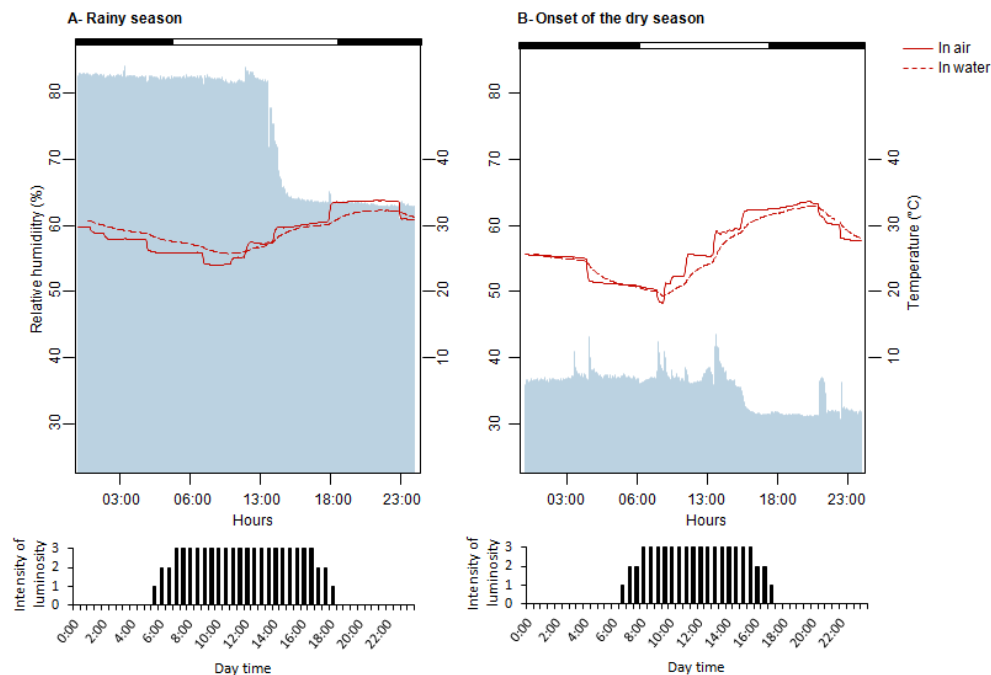 A- Rainy season
B- Onset of the dry season
In air
In water
Relative humidity (%)
80
70
60
50
40
30
40
30
20
10
03:00 06:00 13:00 18:00 23:00
Hours
80
70
60
50
40
30
40
30
20
10
Temperature (°C)
03:00 06:00 13:00 18:00 23:00
Hours
Intensity of
luminosity
3
2
1
0
0:00 2:00 4:00 6:00 8:00 10:00 12:00 14:00 16:00 18:00 20:00 22:00
Day time
Intensity of
luminosity
3
2
1
0
0:00 2:00 4:00 6:00 8:00 10:00 12:00 14:00 16:00 18:00 20:00 22:00
Day time